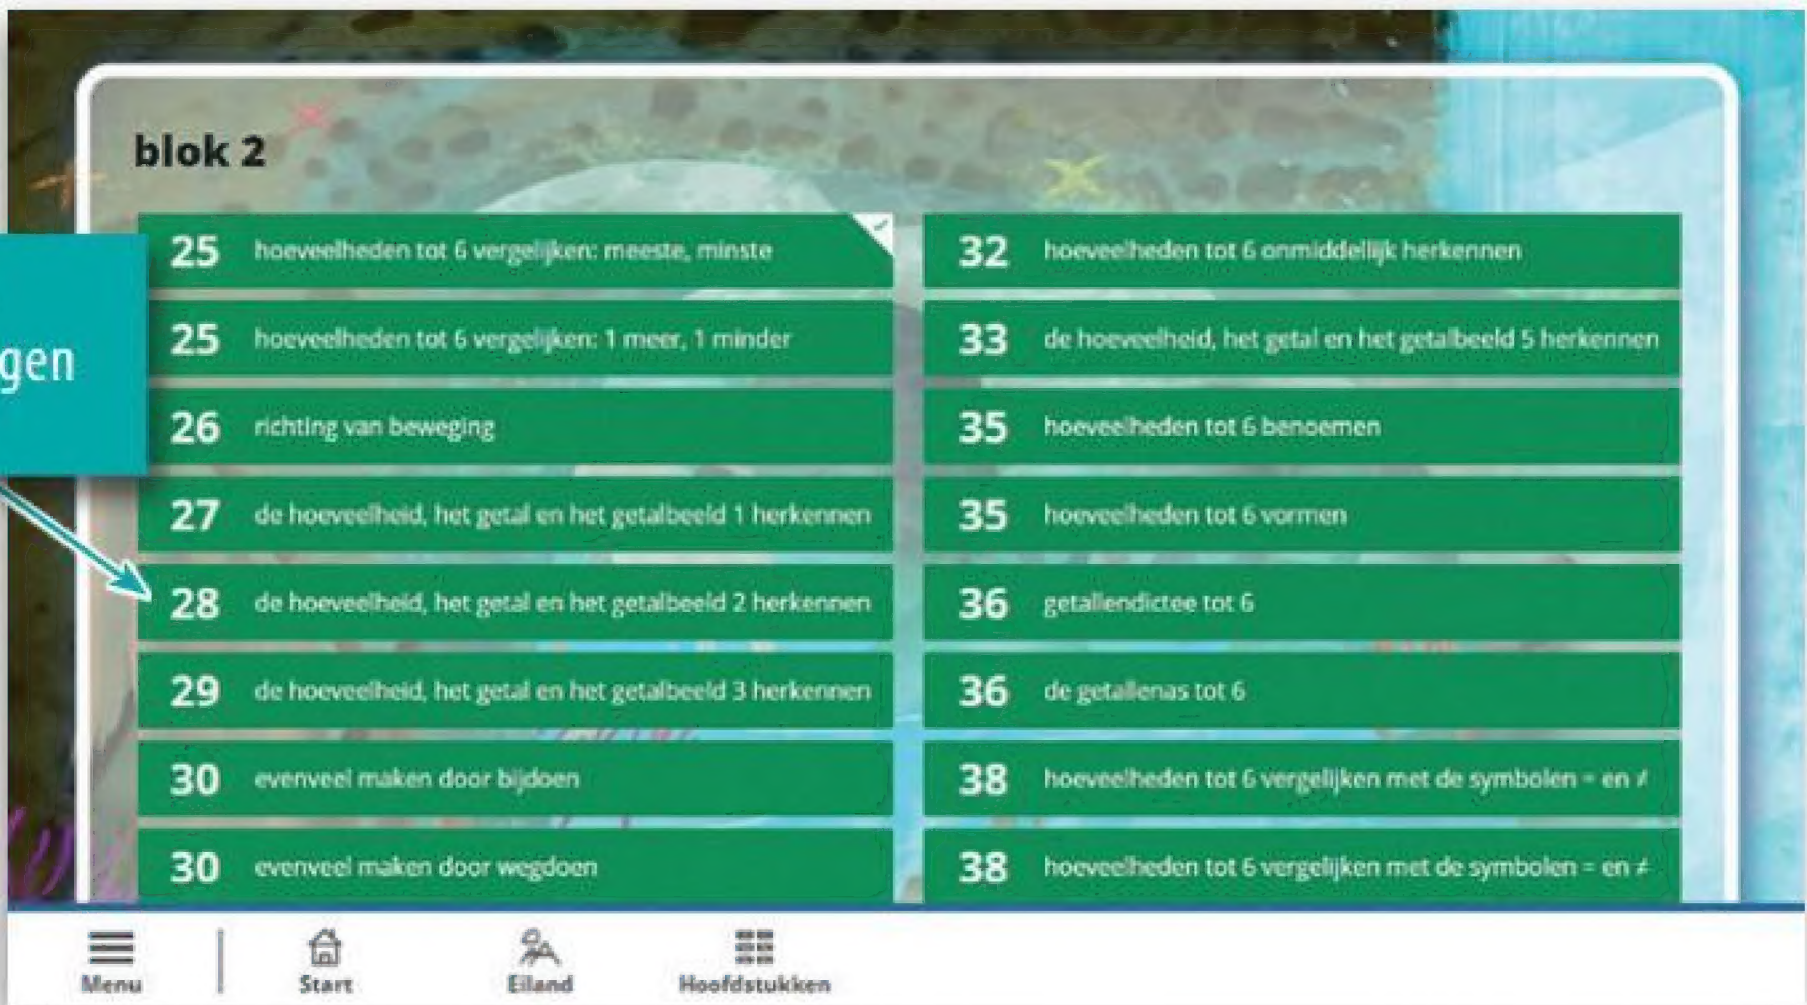 blok 2
25 hoeveelheden tot 6 vergelijken: meeste, minste
25 hoeveelheden tot 6 vergelijken: 1 meer, 1 minder
26 richting van beweging
27 de hoeveelheid, het getal en het getalbeeld 1 herkennen
28 de hoeveelheid, het getal en het getalbeeld 2 herkennen
29 de hoeveelheid, het getal en het getalbeeld 3 herkennen
30 evenveel maken door bijdoen
30 evenveel maken door wegdoen
32 hoeveelheden tot 6 onmiddellijk herkennen
33 de hoeveelheid, het getal en het getalbeeld 5 herkennen
35 hoeveelheden tot 6 benoemen
35 hoeveelheden tot 6 vormen
36 getallendictee tot 6
36 de getallenas tot 6
38 hoeveelheden tot 6 vergelijken met de symbolen = en ≠
38 hoeveelheden tot 6 vergelijken met de symbolen = en ≠
gen
Menu
Start
Eiland
Hoofdstukken